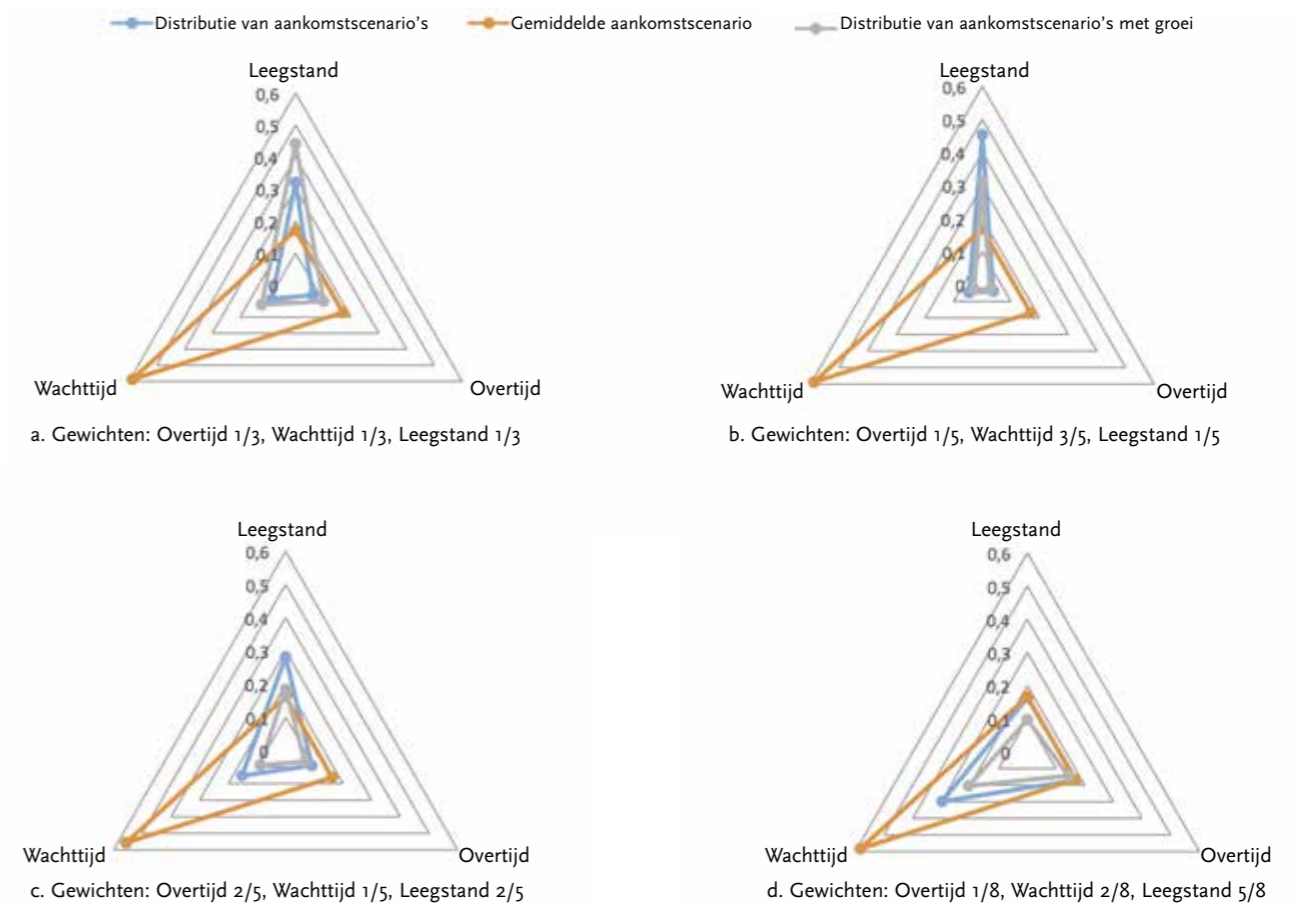 Distributie van aankomstscenario's Gemiddelde aankomstscenario Distributie van aankomstscenario's met groei
Leegstand
0,6
0,5
0,4
0,3
0,2
0,1
0
Wachttijd
Overtijd
a. Gewichten: Overtijd 1/3, Wachttijd 1/3, Leegstand 1/3
Leegstand
0,6
0,5
0,4
0,3
0,2
0,1
0
Wachttijd
Overtijd
b. Gewichten: Overtijd 1/5, Wachttijd 3/5, Leegstand 1/5
Leegstand
0,6
0,5
0,4
0,3
0,2
0,1
0
Wachttijd
Overtijd
c. Gewichten: Overtijd 2/5, Wachttijd 1/5, Leegstand 2/5
Leegstand
0,6
0,5
0,4
0,3
0,2
0,1
0
Wachttijd
Overtijd
d. Gewichten: Overtijd 1/8, Wachttijd 2/8, Leegstand 5/8